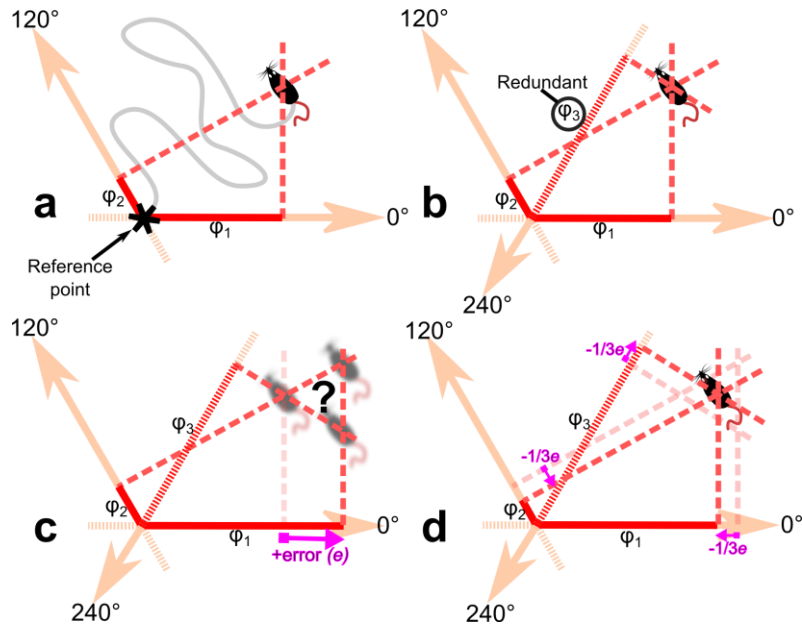 120°
φ2
a
φ1
0°
Reference
point
120°
Redundant
φ3
φ2
b
φ1
0°
240°
120°
?
φ3
φ2
c
φ1
0°
+error (e)
240°
120°
-1/3e
φ3
-1/3e
φ2
d
φ1
0°
-1/3e
240°